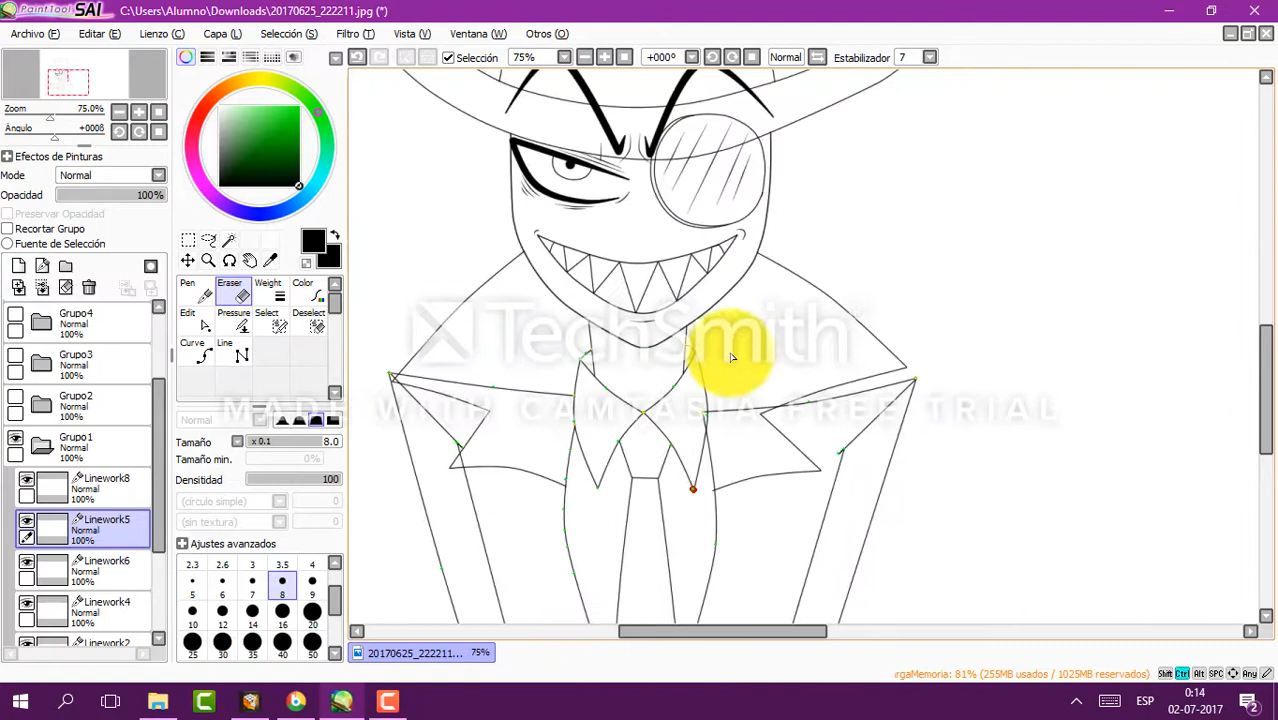 PaintTool SAI C:\Users\Alumno\Downloads\20170625_222211.jpg (*)
Archivo (F) Editar (E) Lienzo (C) Capa (L) Selección (S) Filtro (T) Vista (V) Ventana (W) Otros (O)
Selección 75% +000º Normal Estabilizador 7
Zoom 75.0%
Ángulo +000ß
Efectos de Pinturas
Mode Normal
Opacidad 100%
Preservar Opacidad
Recortar Grupo
Fuente de Selección
Grupo4
Normal
100%
Grupo3
Normal
100%
Grupo2
Normal
100%
Grupo1
Normal
100%
Linework8
Normal
100%
Linework5
Normal
100%
Linework6
Normal
100%
Linework4
Normal
100%
Linework2
Pen Eraser Weight Color
Edit Pressure Select Deselect
Curve Line
Normal
Tamaño x 0.1 8.0
Tamaño min. 0%
Densidad 100
(circulo simple)
(sin textura)
Ajustes avanzados
2.3 2.6 3 3.5 4
5 6 7 8 9
10 12 14 16 20
25 30 35 40 50
TechSmith
MADE WITH CAMTASIA FREE TRIAL
20170625_222211... 75%
rgaMemoria: 81% (255MB usados / 1025MB reservados) Shift Ctrl Alt SPC Any
ESP 0:14
02-07-2017 2